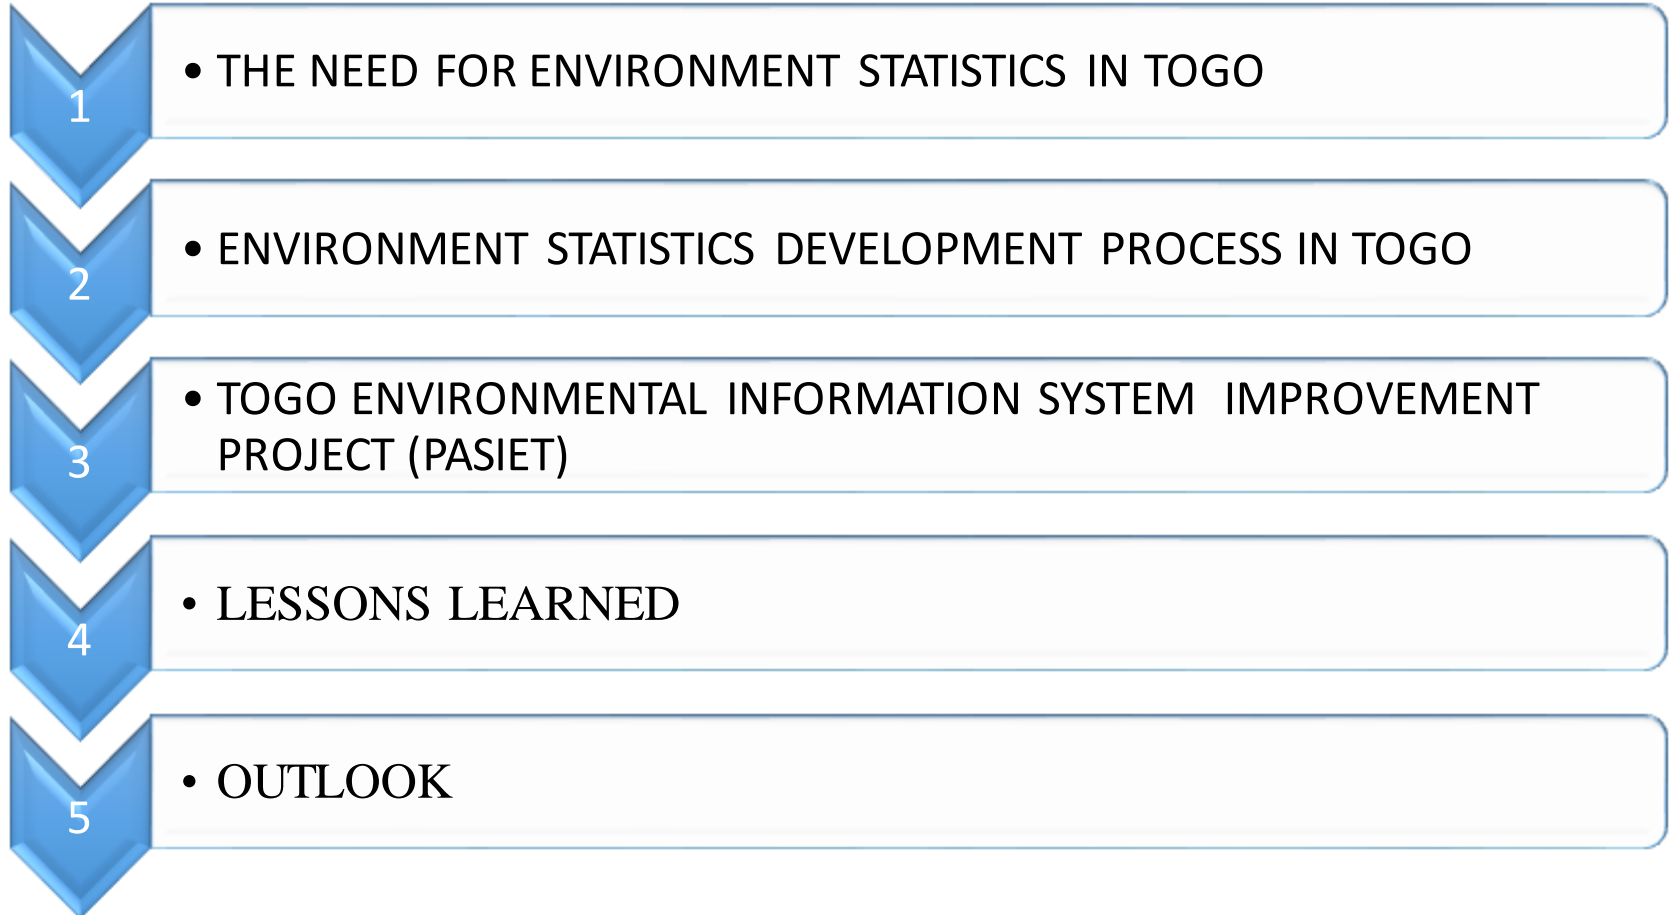 1
• THE NEED FOR ENVIRONMENT STATISTICS IN TOGO
2
• ENVIRONMENT STATISTICS DEVELOPMENT PROCESS IN TOGO
3
• TOGO ENVIRONMENTAL INFORMATION SYSTEM IMPROVEMENT
PROJECT (PASIET)
4
• LESSONS LEARNED
5
• OUTLOOK